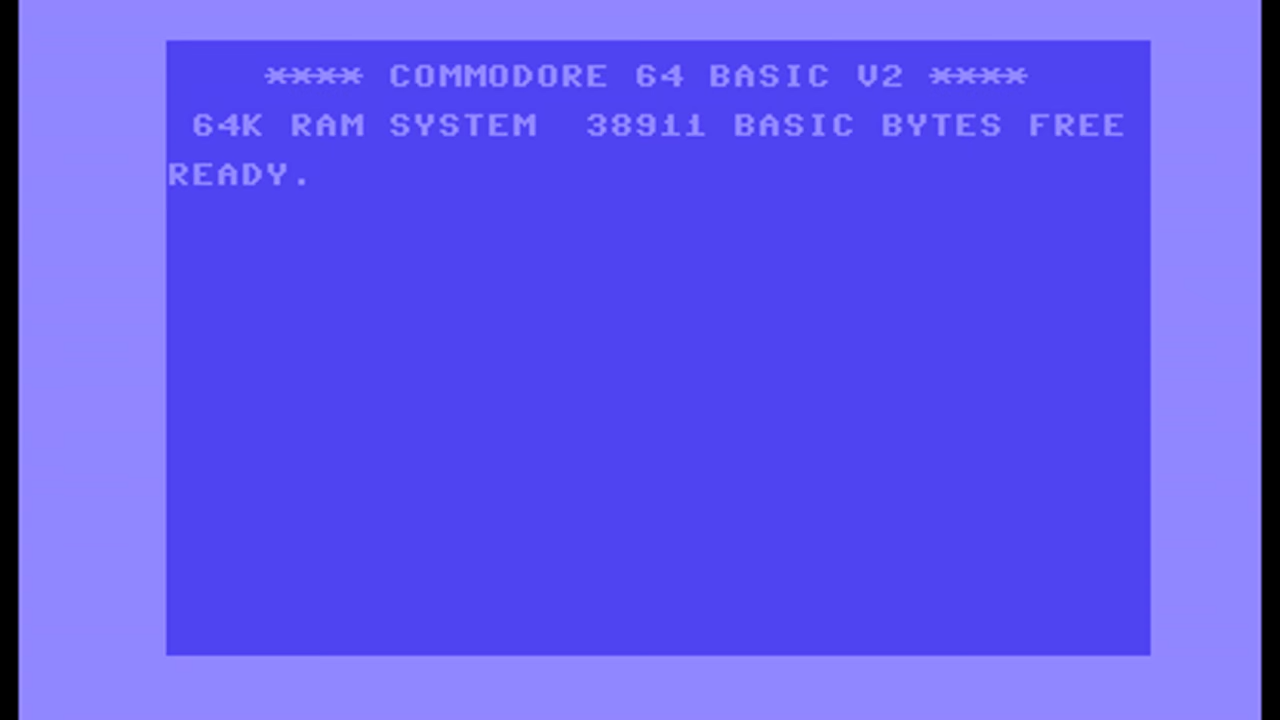 **** COMMODORE 64 BASIC V2 ****
64K RAM SYSTEM  38911 BASIC BYTES FREE
READY.